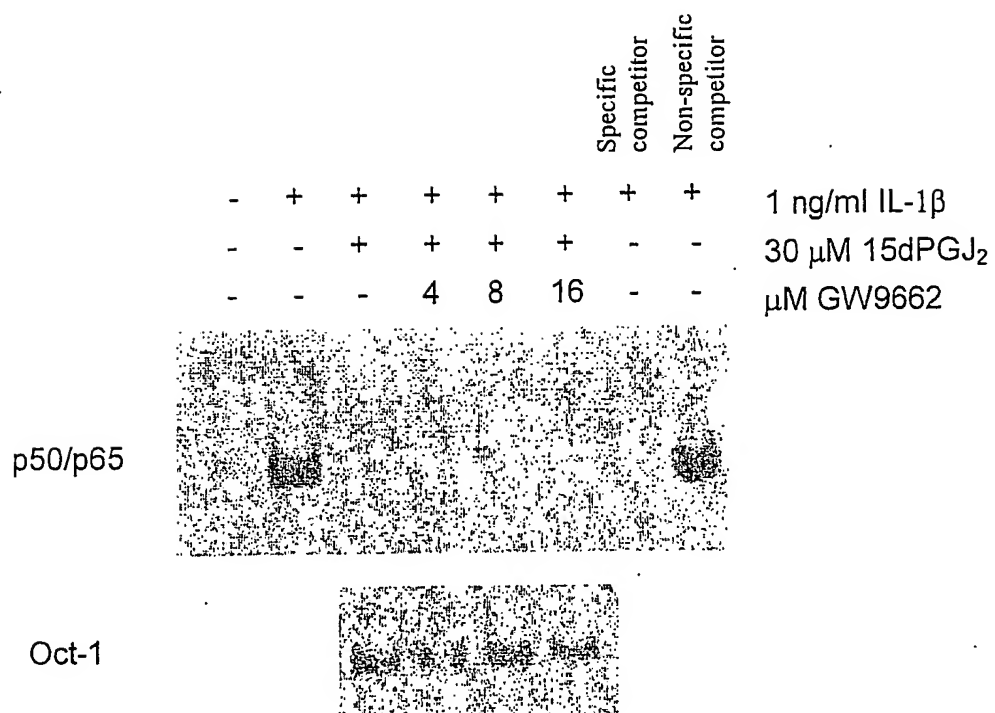 Specific
competitor
Non-specific
competitor
- + + + + + + + 1 ng/ml IL-1β
- - + + + + - - 30 μM 15dPGJ₂
- - - 4 8 16 - - μM GW9662
p50/p65
Oct-1